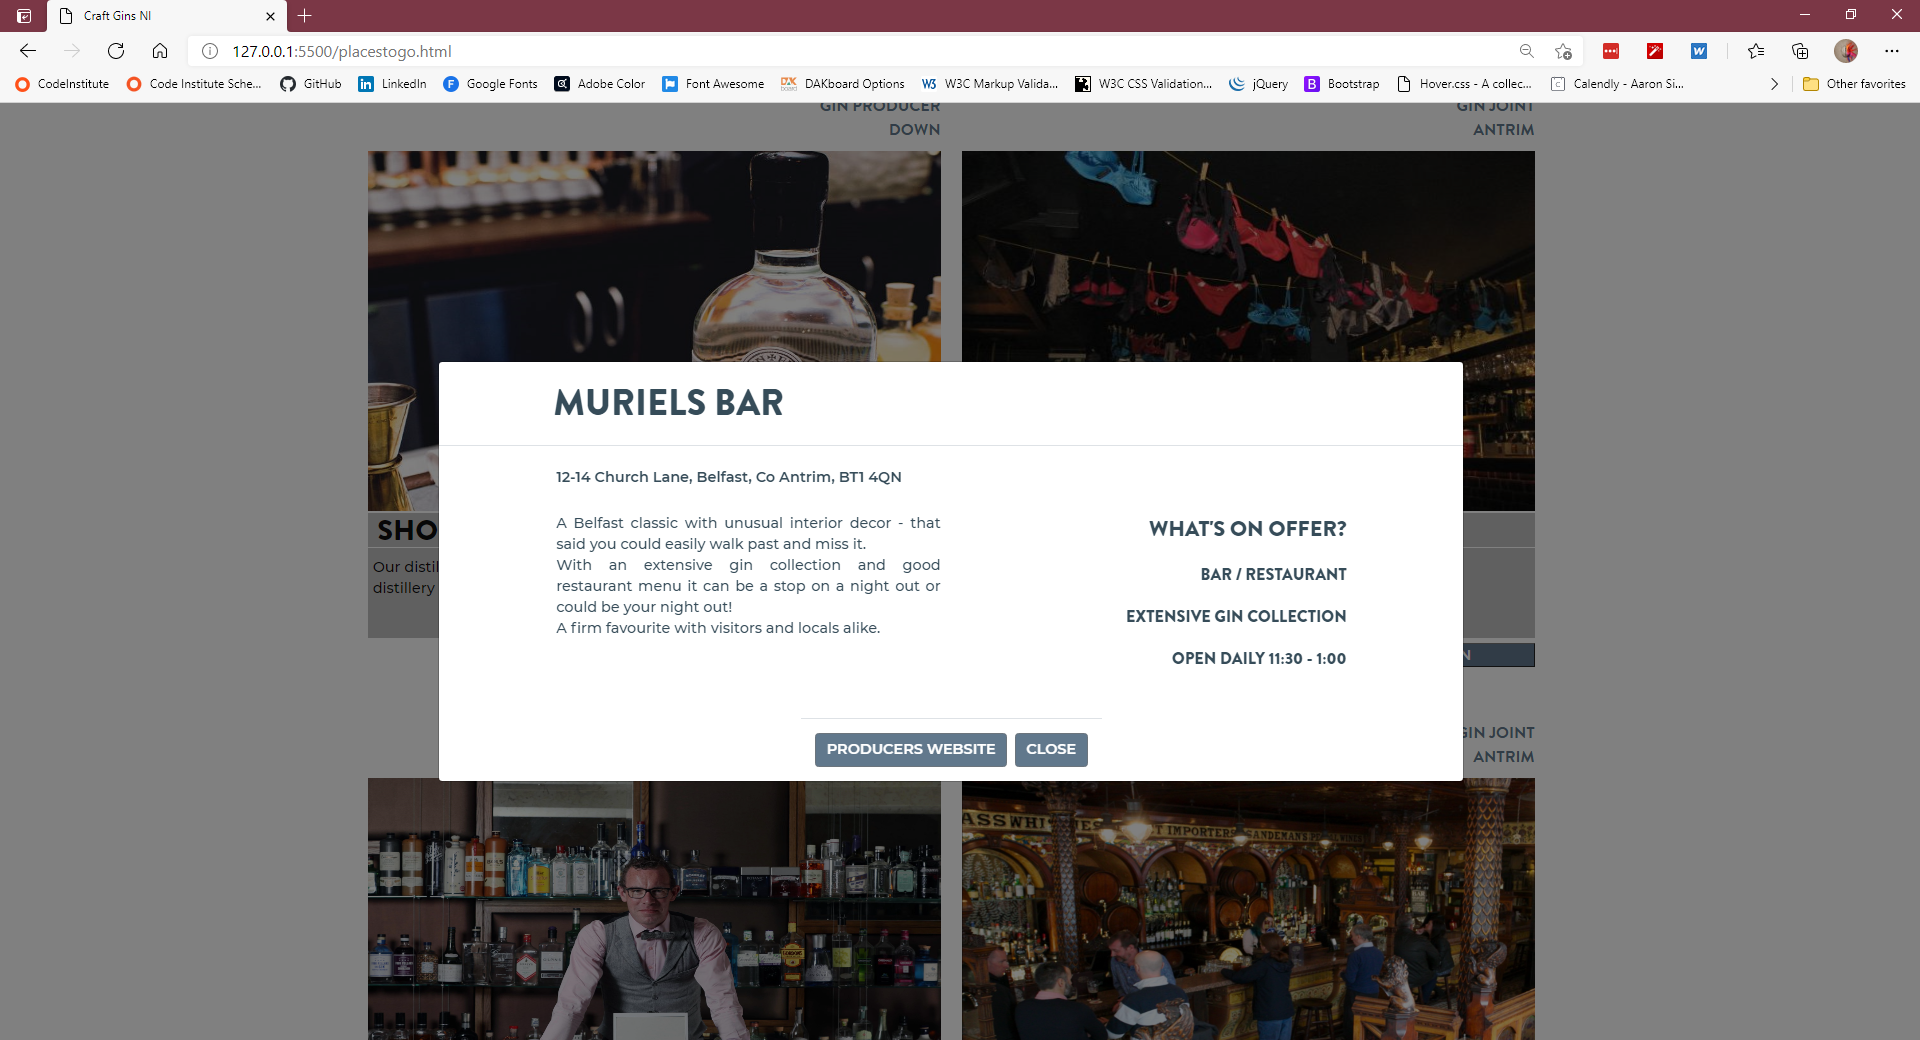 Craft Gins NI
127.0.0.1:5500/placestogo.html
CodeInstitute
Code Institute Sche...
GitHub
LinkedIn
Google Fonts
Adobe Color
Font Awesome
DAKboard Options
W3C Markup Valida...
W3C CSS Validation...
jQuery
Bootstrap
Hover.css - A collec...
Calendly - Aaron Si...
Other favorites
GIN PRODUCER
DOWN
GIN JOINT
ANTRIM
MURIELS BAR
12-14 Church Lane, Belfast, Co Antrim, BT1 4QN
A Belfast classic with unusual interior decor - that
said you could easily walk past and miss it.
With an extensive gin collection and good
restaurant menu it can be a stop on a night out or
could be your night out!
A firm favourite with visitors and locals alike.
WHAT'S ON OFFER?
BAR / RESTAURANT
EXTENSIVE GIN COLLECTION
OPEN DAILY 11:30 - 1:00
PRODUCERS WEBSITE
CLOSE
SHO
Our distil
distillery
N
GIN JOINT
ANTRIM